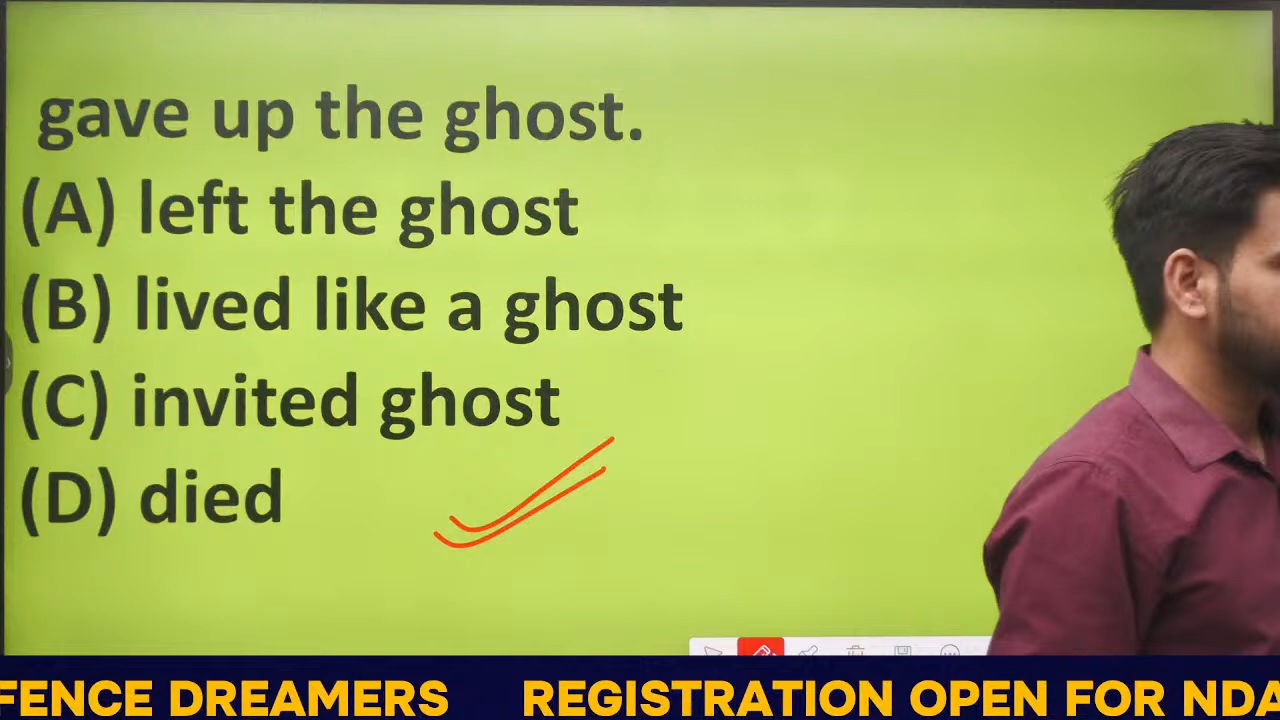 gave up the ghost.
(A) left the ghost
(B) lived like a ghost
(C) invited ghost
(D) died
FENCE DREAMERS REGISTRATION OPEN FOR NDA